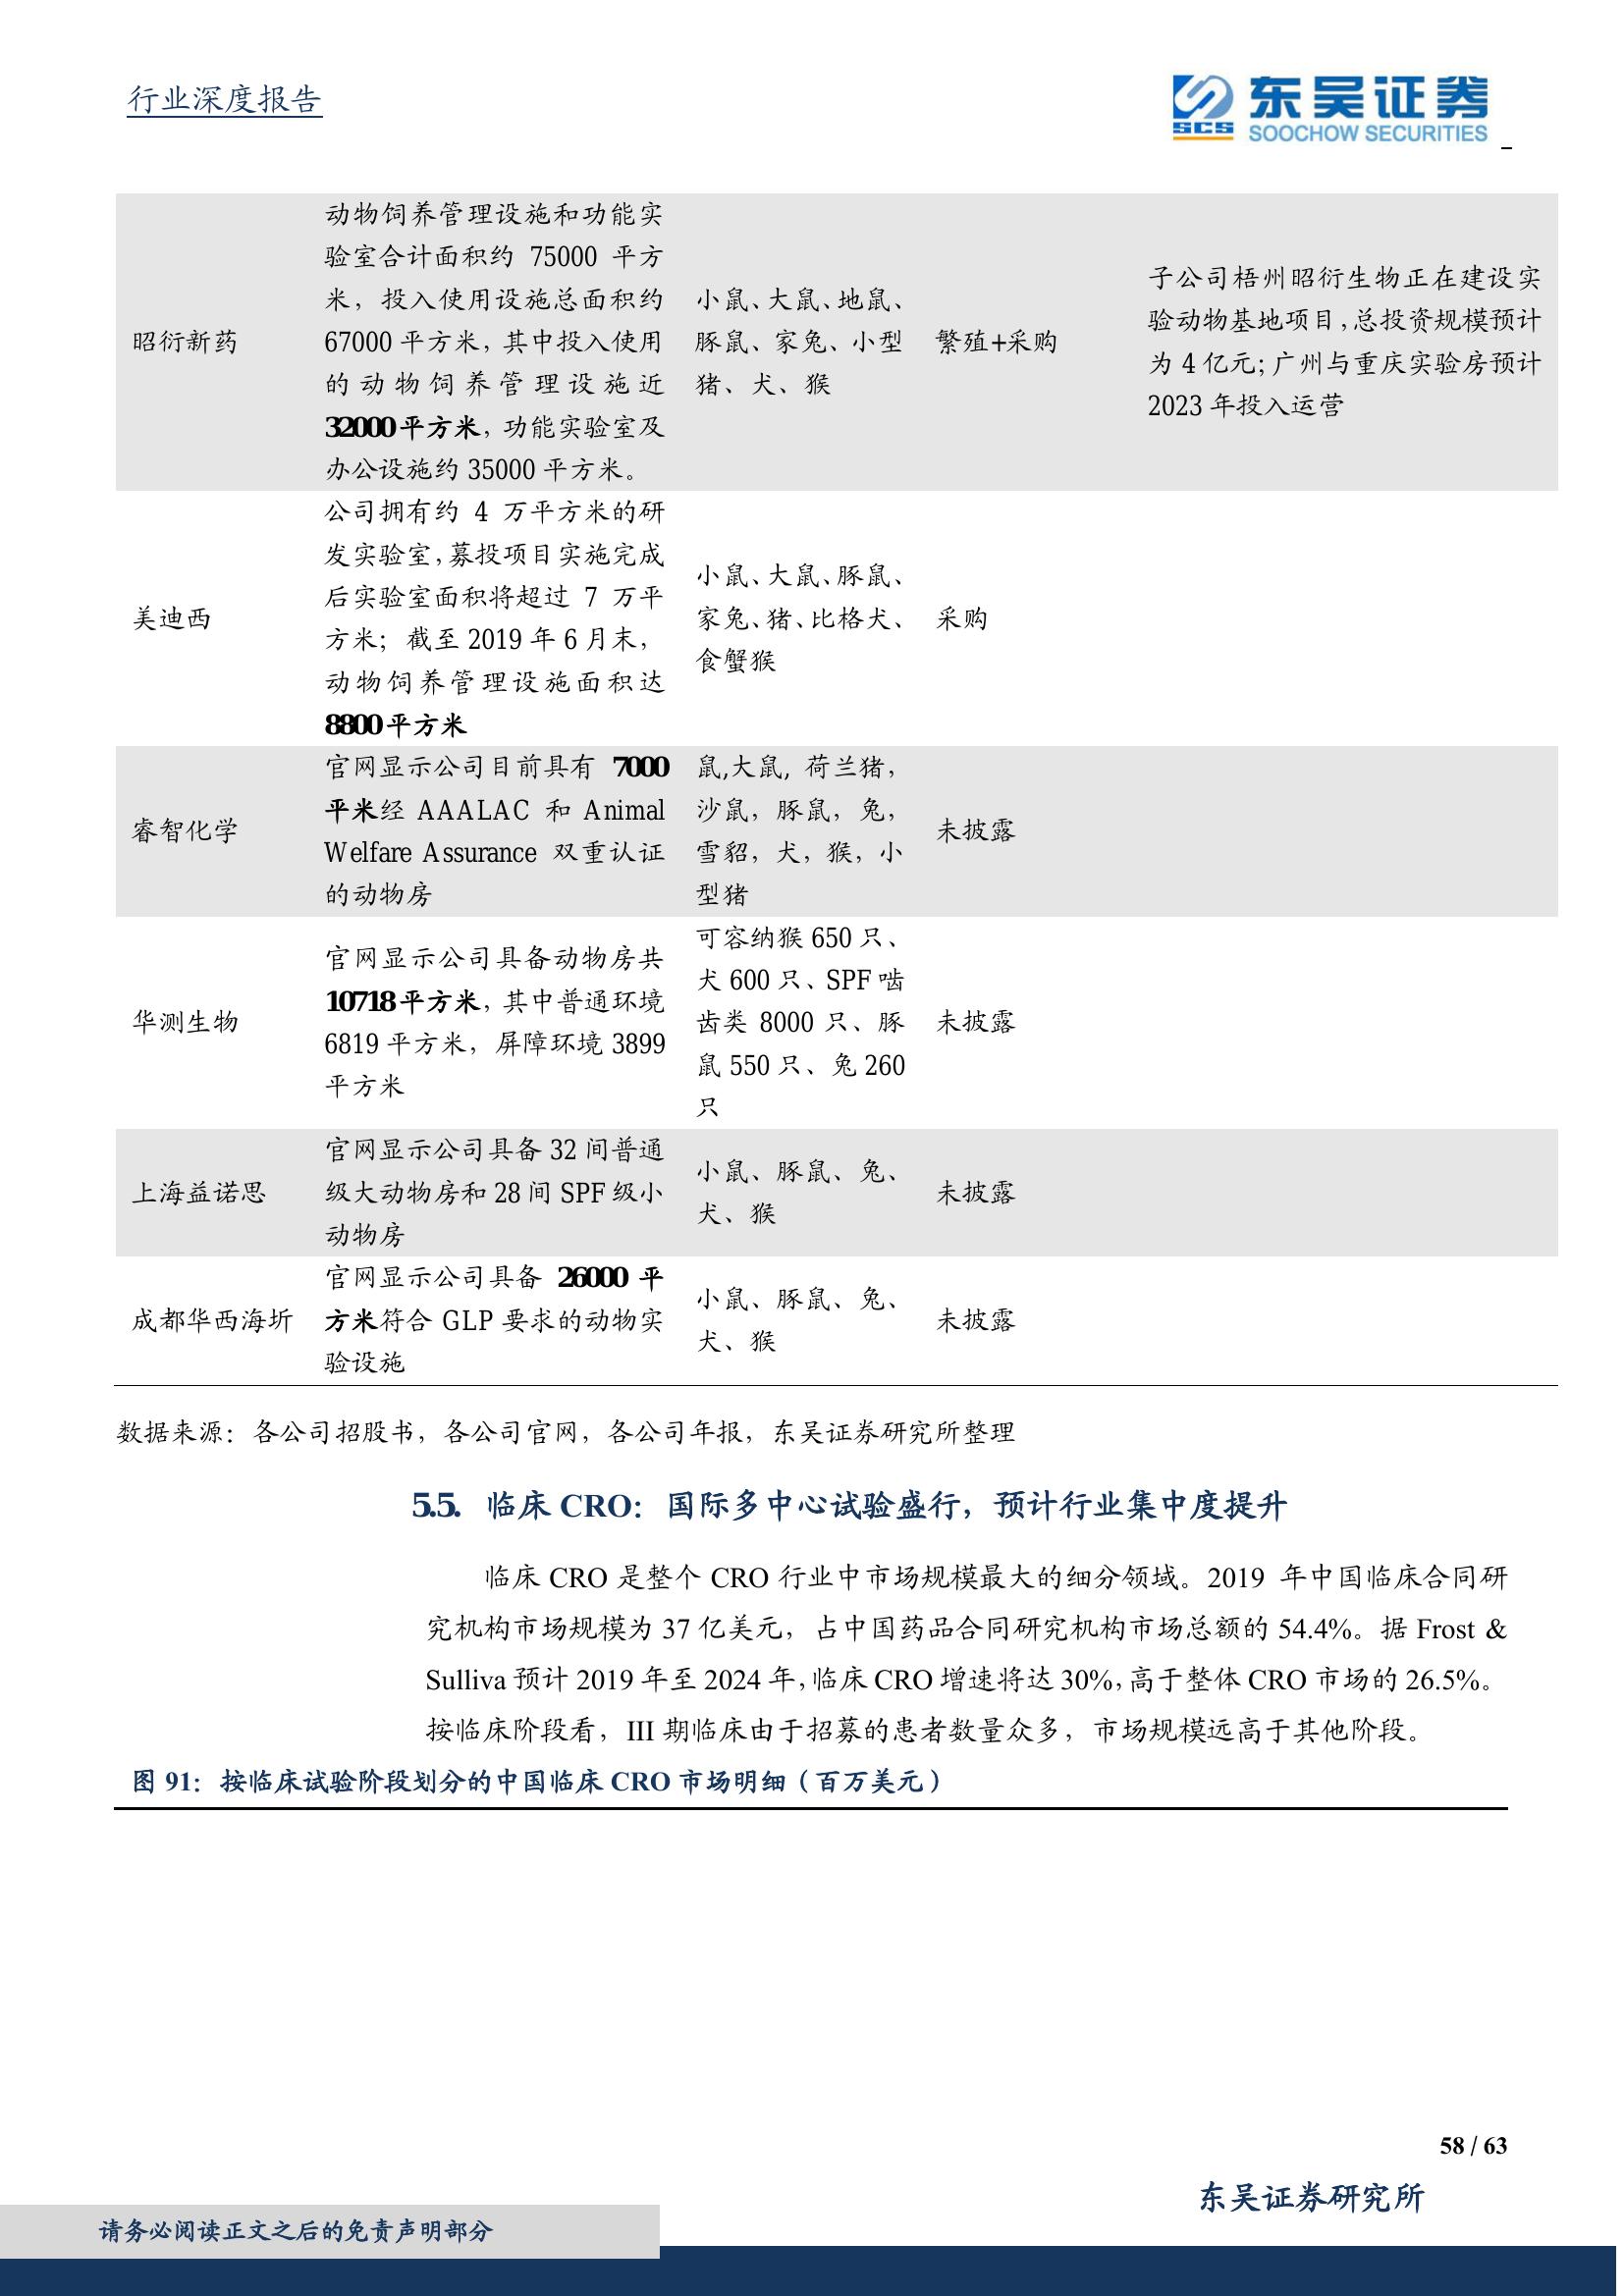 行业深度报告
SCS
东吴证券
SOOCHOW SECURITIES
动物饲养管理设施和功能实
验室合计面积约 75000 平方
米，投入使用设施总面积约
67000 平方米，其中投入使用
的动物饲养管理设施近
32000 平方米，功能实验室及
办公设施约 35000 平方米。
昭衍新药
小鼠、大鼠、地鼠、
豚鼠、家兔、小型
猪、犬、猴
繁殖+采购
子公司梧州昭衍生物正在建设实
验动物基地项目，总投资规模预计
为 4 亿元；广州与重庆实验房预计
2023 年投入运营
公司拥有约 4 万平方米的研
发实验室，募投项目实施完成
后实验室面积将超过 7 万平
方米；截至 2019 年 6 月末，
动物饲养管理设施面积达
8800 平方米
美迪西
小鼠、大鼠、豚鼠、
家兔、猪、比格犬、
食蟹猴
采购
官网显示公司目前具有 7000
平米经 AAALAC 和 Animal
Welfare Assurance 双重认证
的动物房
睿智化学
鼠,大鼠, 荷兰猪，
沙鼠，豚鼠，兔，
雪貂，犬，猴，小
型猪
未披露
官网显示公司具备动物房共
10718 平方米，其中普通环境
6819 平方米，屏障环境 3899
平方米
华测生物
可容纳猴 650 只、
犬 600 只、SPF 啮
齿类 8000 只、豚
鼠 550 只、兔 260
只
未披露
官网显示公司具备 32 间普通
级大动物房和 28 间 SPF 级小
动物房
上海益诺思
小鼠、豚鼠、兔、
犬、猴
未披露
官网显示公司具备 26000 平
方米符合 GLP 要求的动物实
验设施
成都华西海圻
小鼠、豚鼠、兔、
犬、猴
未披露
数据来源：各公司招股书，各公司官网，各公司年报，东吴证券研究所整理
5.5. 临床 CRO：国际多中心试验盛行，预计行业集中度提升
临床 CRO 是整个 CRO 行业中市场规模最大的细分领域。2019 年中国临床合同研
究机构市场规模为 37 亿美元，占中国药品合同研究机构市场总额的 54.4%。据 Frost &
Sulliva 预计 2019 年至 2024 年，临床 CRO 增速将达 30%，高于整体 CRO 市场的 26.5%。
按临床阶段看，III 期临床由于招募的患者数量众多，市场规模远高于其他阶段。
图 91：按临床试验阶段划分的中国临床 CRO 市场明细（百万美元）
58 / 63
东吴证券研究所
请务必阅读正文之后的免责声明部分